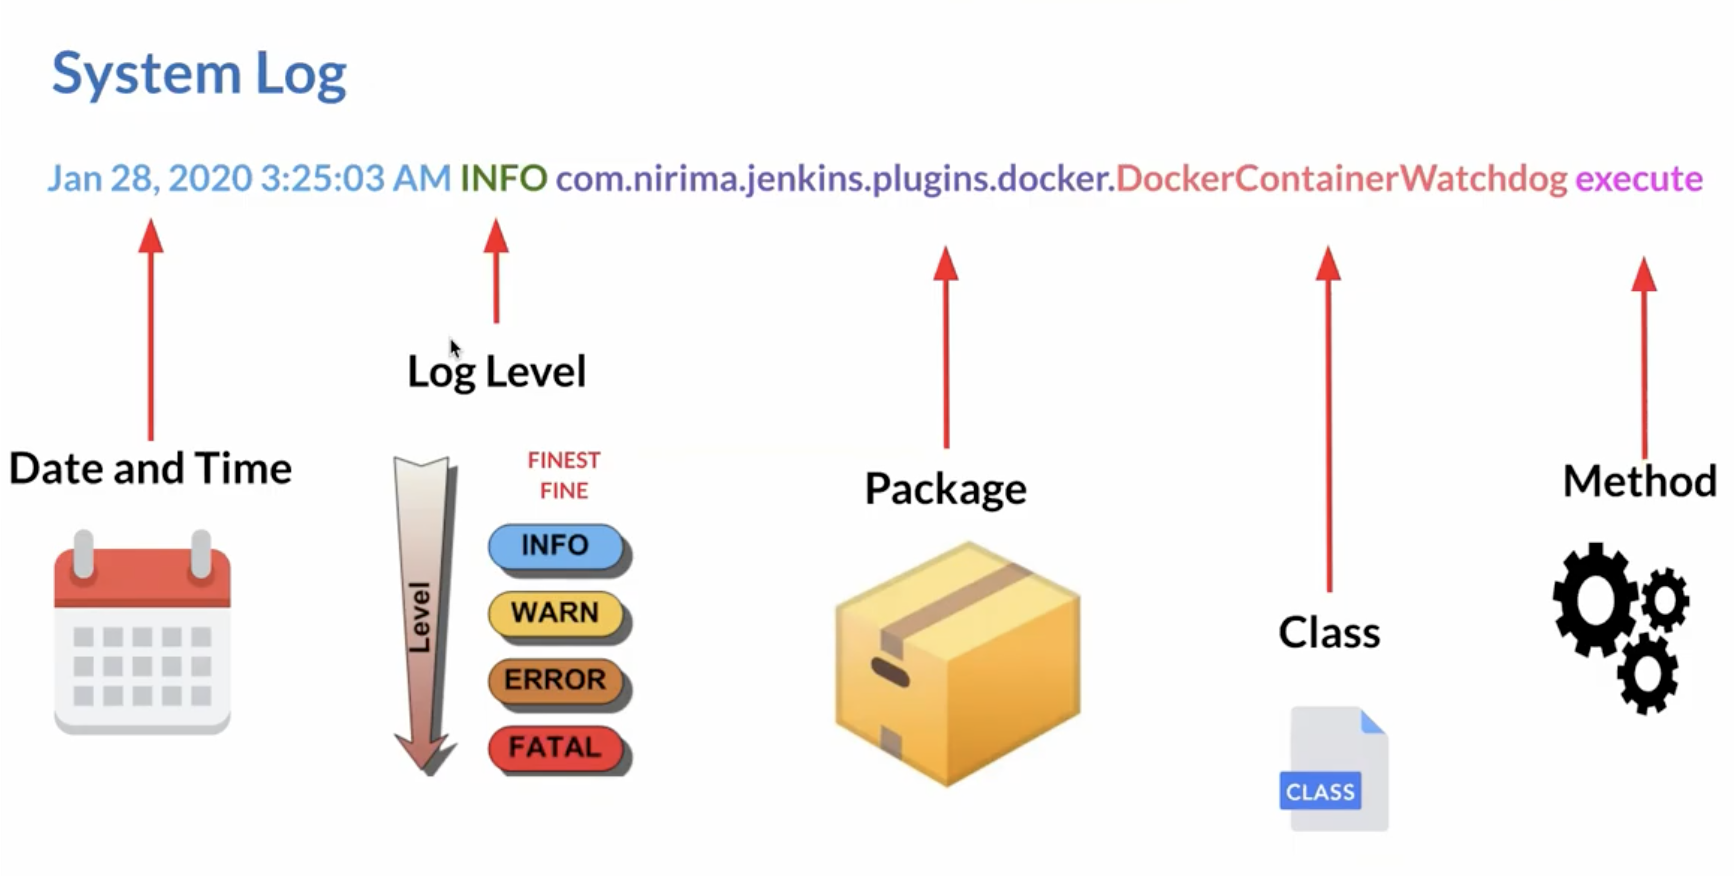 System Log
Jan 28, 2020 3:25:03 AM INFO com.nirima.jenkins.plugins.docker.DockerContainerWatchdog execute
Log Level
Date and Time
FINEST
FINE
INFO
WARN
ERROR
FATAL
Level
Package
Class
CLASS
Method